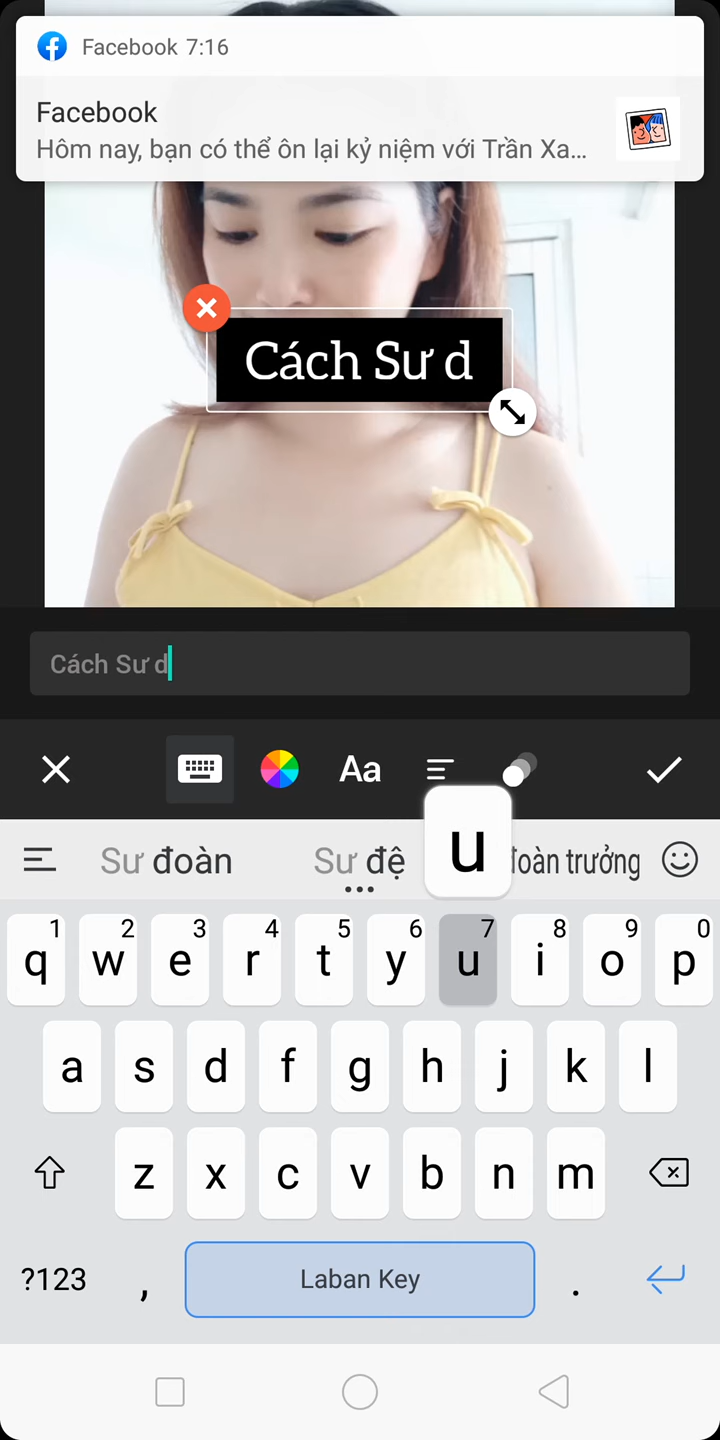 Facebook 7:16
Facebook
Hôm nay, bạn có thể ôn lại kỷ niệm với Trần Xa...
Cách Sư d
Cách Sư d
Aa
u
Sư đoàn Sư đệ đoàn trưởng
1 2 3 4 5 6 7 8 9 0
q w e r t y u i o p
a s d f g h j k l
z x c v b n m
?123 , Laban Key .